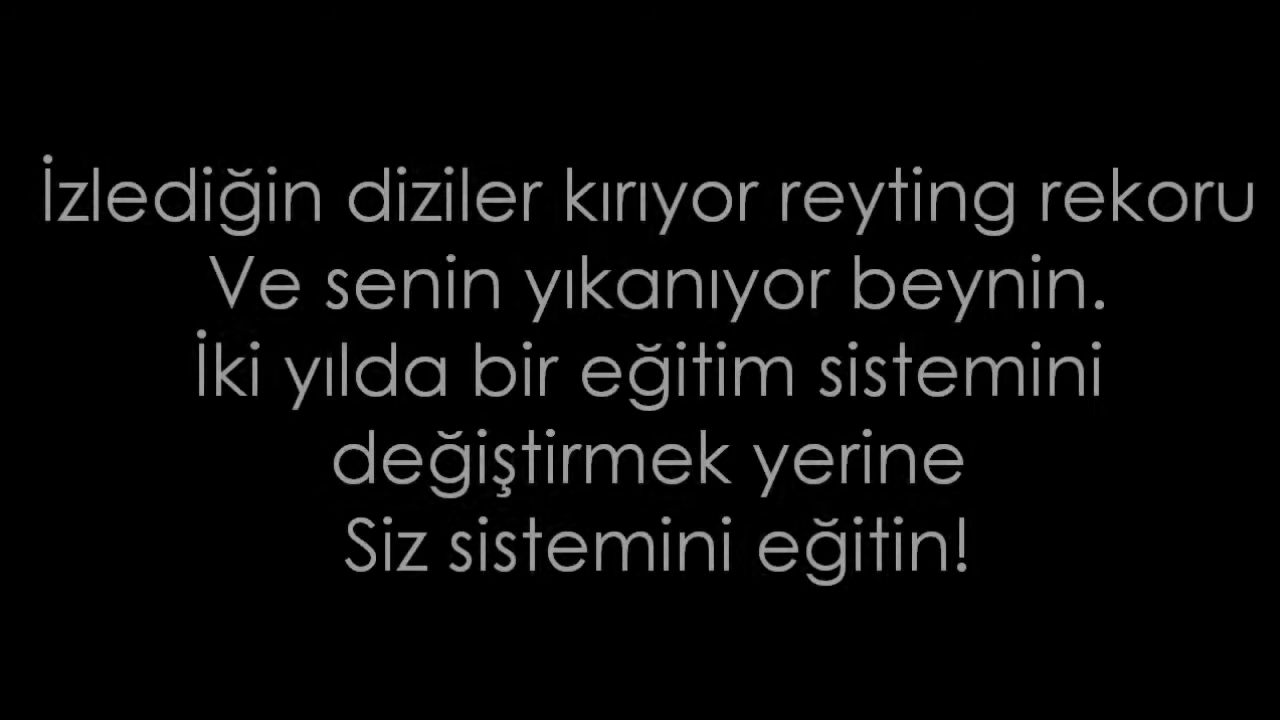 İzlediğin diziler kırıyor reyting rekoru
Ve senin yıkanıyor beynin.
İki yılda bir eğitim sistemini
değiştirmek yerine
Siz sistemini eğitin!